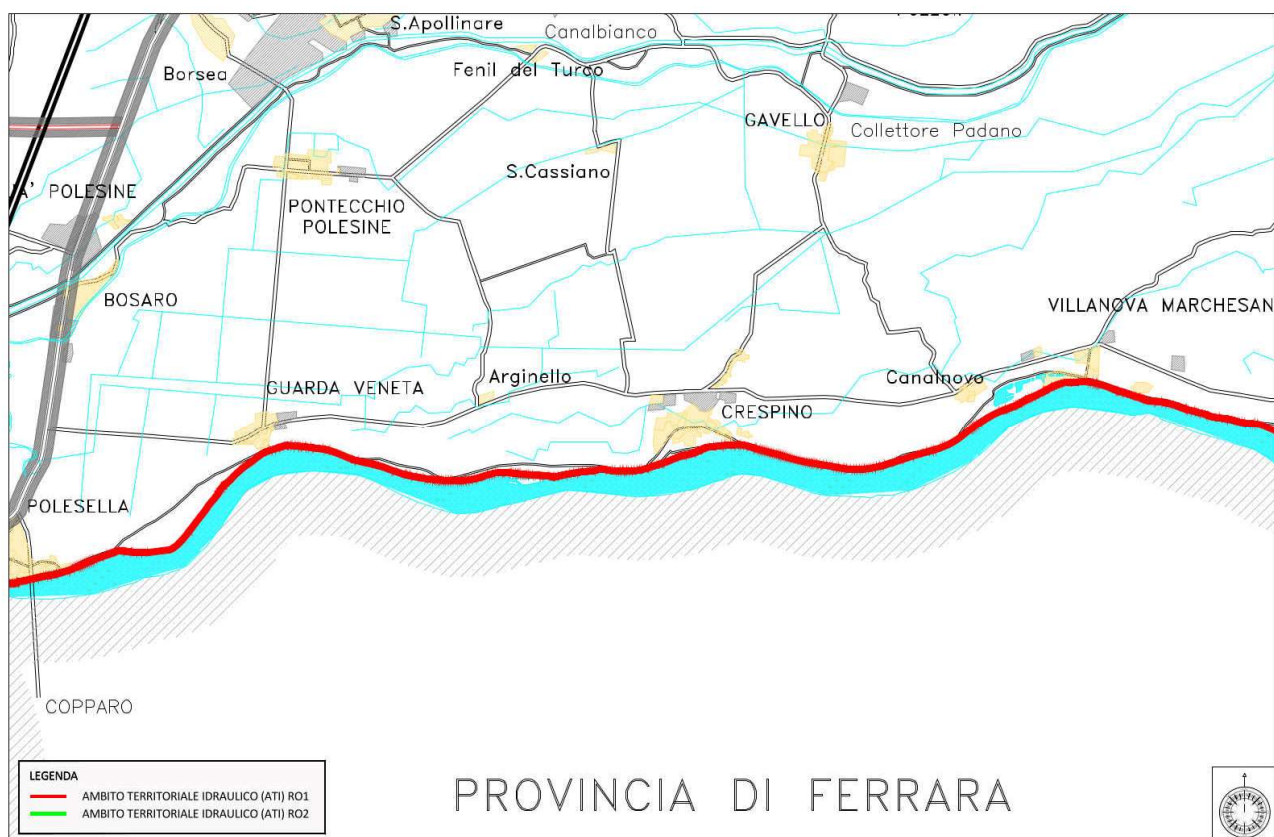 S.Apollinare
Canalbianco
Borsea
Fenil del Turco
GAVELLO
Collettore Padano
S.Cassiano
A' POLESINE
PONTECCHIO
POLESINE
BOSARO
VILLANOVA MARCHESAN
GUARDA VENETA
Arginello
Canalnovo
CRESPINO
POLESELLA
COPPARO
PROVINCIA DI FERRARA
LEGENDA
AMBITO TERRITORIALE IDRAULICO (ATI) RO1
AMBITO TERRITORIALE IDRAULICO (ATI) RO2